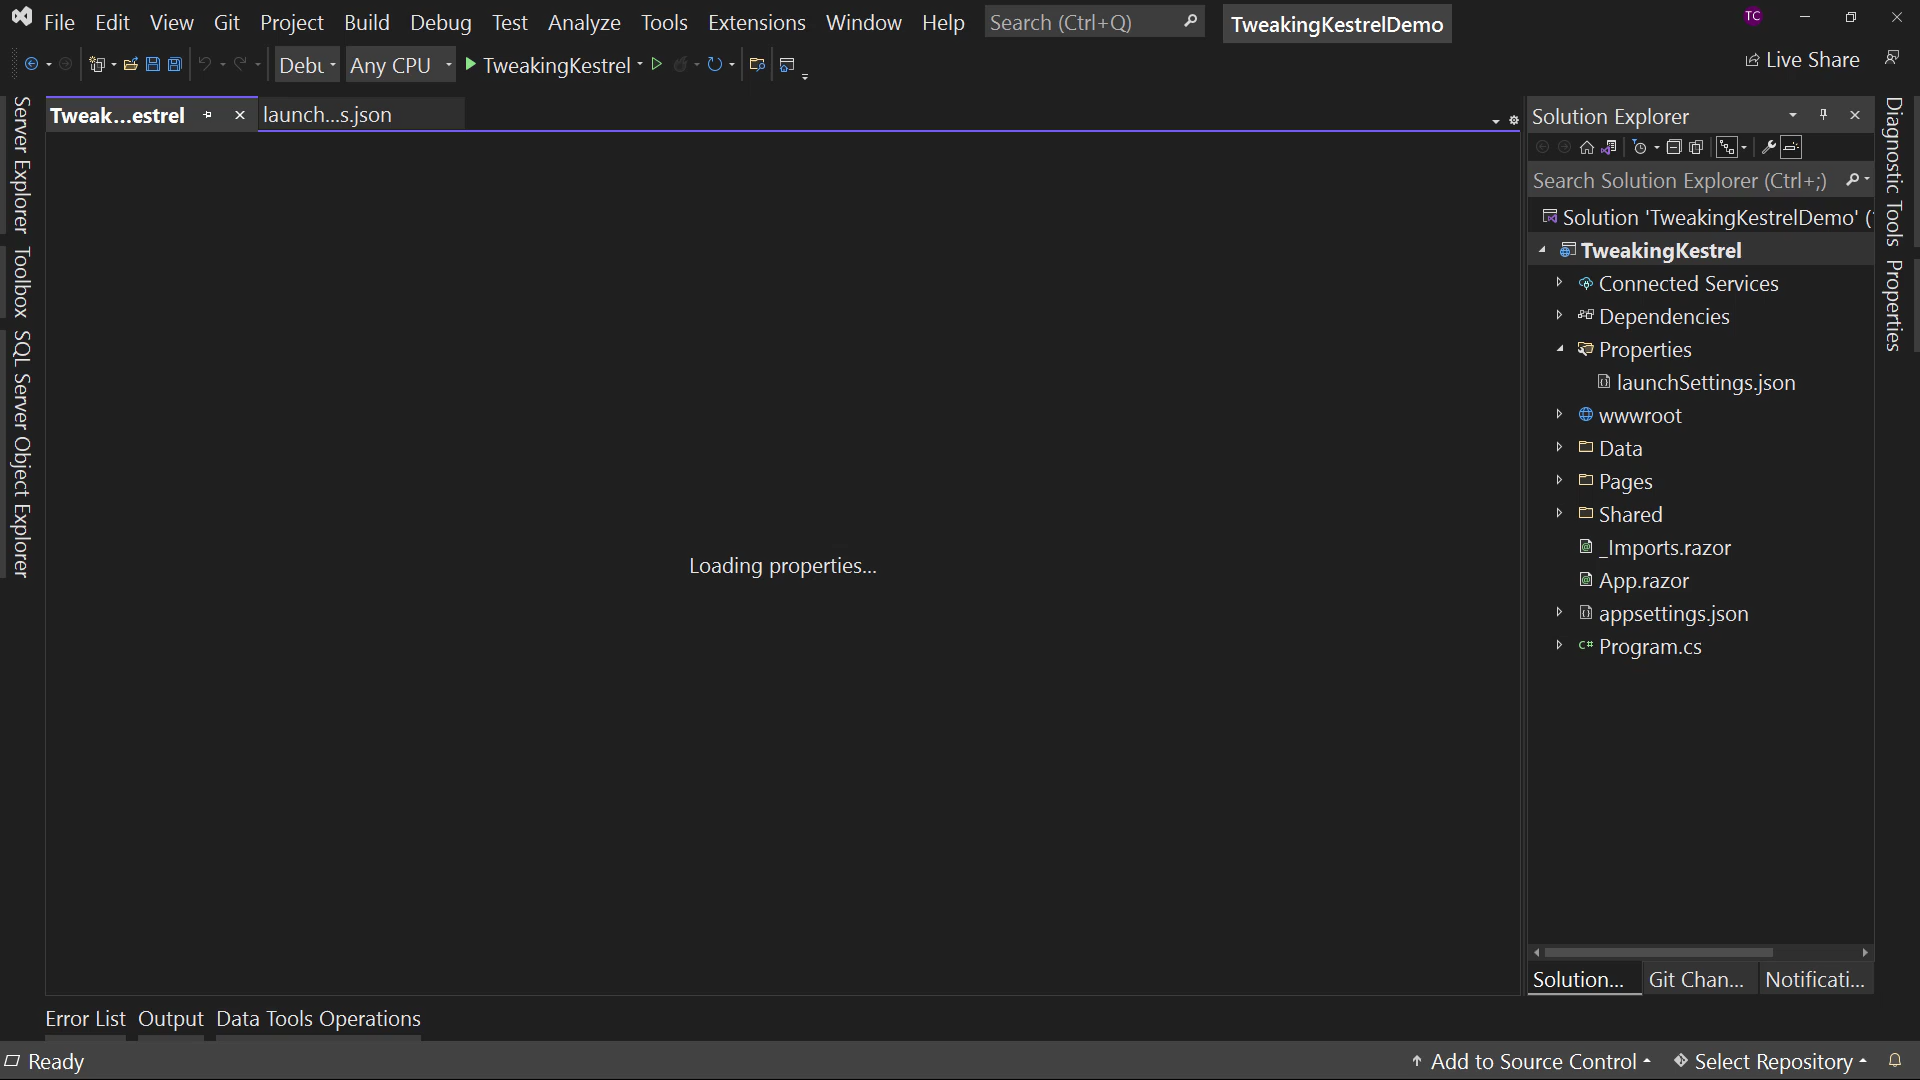 File Edit View Git Project Build Debug Test Analyze Tools Extensions Window Help Search (Ctrl+Q) TweakingKestrelDemo TC
Debu Any CPU TweakingKestrel Live Share
Tweak...estrel launch...s.json
Server Explorer
Toolbox
SQL Server Object Explorer
Loading properties...
Solution Explorer
Search Solution Explorer (Ctrl+;)
Solution 'TweakingKestrelDemo' (
TweakingKestrel
Connected Services
Dependencies
Properties
launchSettings.json
wwwroot
Data
Pages
Shared
_Imports.razor
App.razor
appsettings.json
C# Program.cs
Solution... Git Chan... Notificati...
Diagnostic Tools
Properties
Error List Output Data Tools Operations
Ready Add to Source Control Select Repository